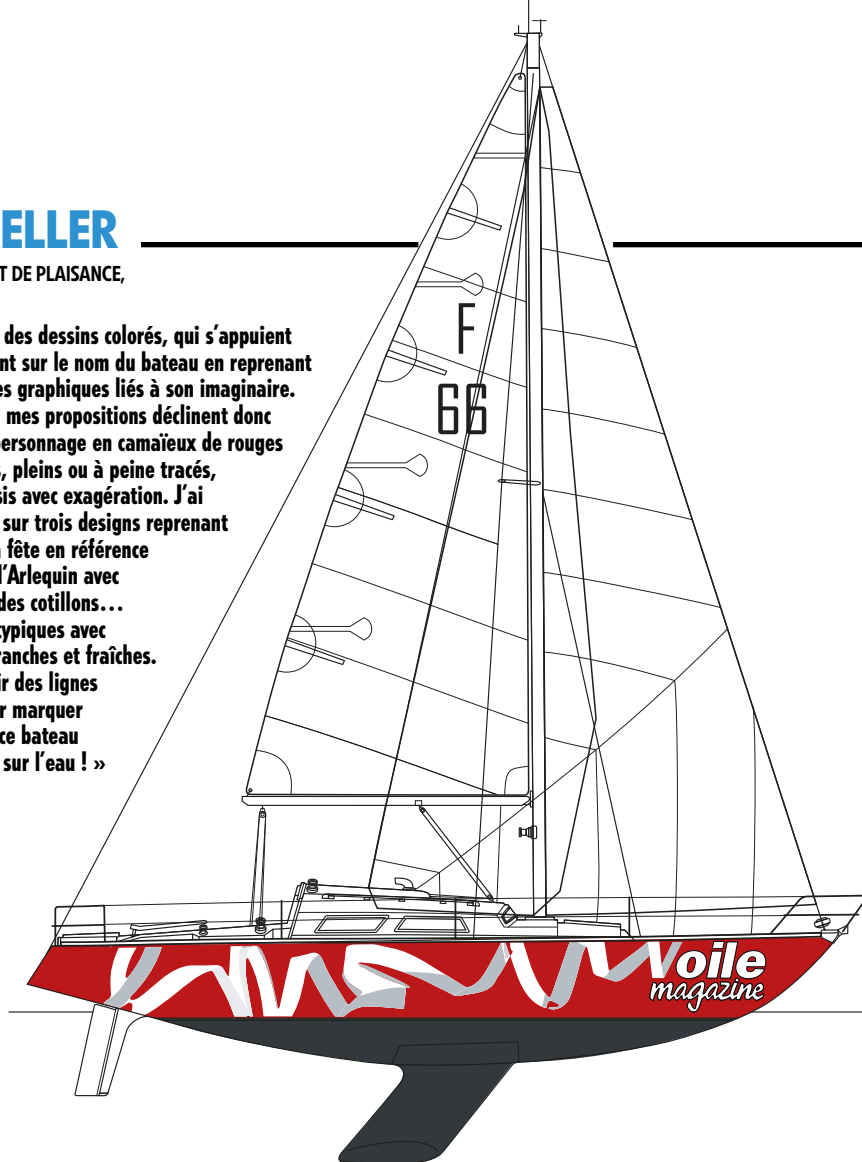 ELLER
T DE PLAISANCE,
des dessins colorés, qui s’appuient
nt sur le nom du bateau en reprenant
es graphiques liés à son imaginaire.
mes propositions déclinent donc
personnage en camaïeux de rouges
s, pleins ou à peine tracés,
sis avec exagération. J’ai
sur trois designs reprenant
a fête en référence
l’Arlequin avec
des cotillons…
typiques avec
ranches et fraîches.
ir des lignes
r marquer
ce bateau
sur l’eau ! »
F
66
Voile
magazine